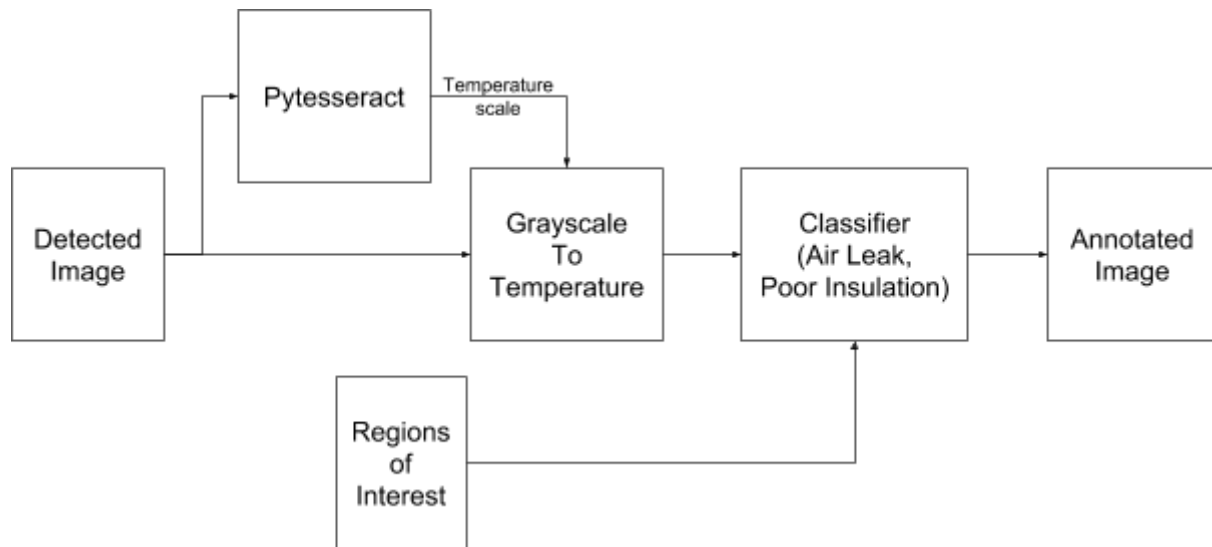 Pytesseract
Temperature
scale
Detected
Image
Grayscale
To
Temperature
Classifier
(Air Leak,
Poor Insulation)
Annotated
Image
Regions
of
Interest